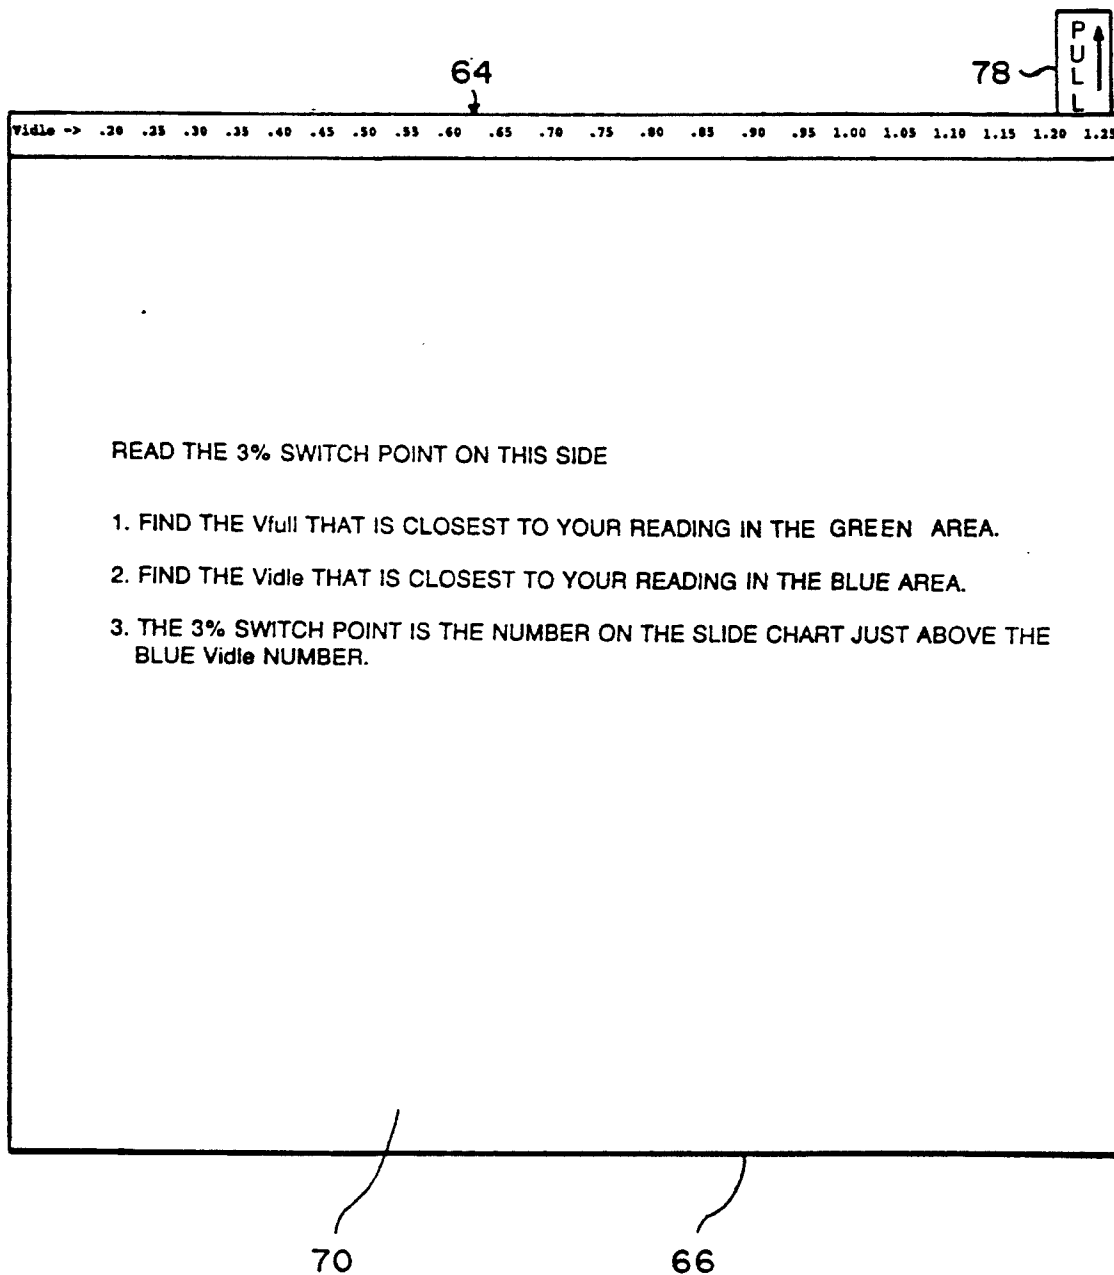 PULL
64
78
Vidle -> .20 .25 .30 .35 .40 .45 .50 .55 .60 .65 .70 .75 .80 .85 .90 .95 1.00 1.05 1.10 1.15 1.20 1.25
READ THE 3% SWITCH POINT ON THIS SIDE
1. FIND THE Vfull THAT IS CLOSEST TO YOUR READING IN THE GREEN AREA.
2. FIND THE Vidle THAT IS CLOSEST TO YOUR READING IN THE BLUE AREA.
3. THE 3% SWITCH POINT IS THE NUMBER ON THE SLIDE CHART JUST ABOVE THE
BLUE Vidle NUMBER.
70
66